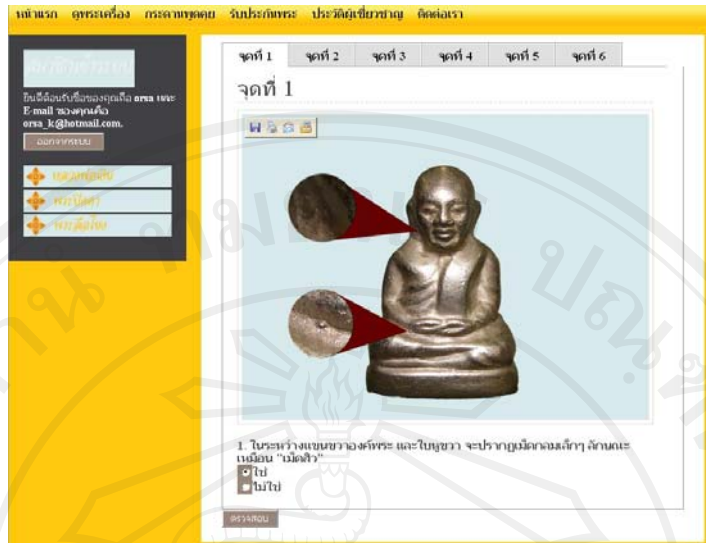 หน้าแรก ดูพระเครื่อง กระดานพูดคุย รับประกันพระ ประวัติผู้เชี่ยวชาญ ติดต่อเรา
ยินดีต้อนรับชื่อของคุณคือ orsa และ
E-mail ของคุณคือ
orsa_k@hotmail.com.
ออกจากระบบ
จุดที่ 1 จุดที่ 2 จุดที่ 3 จุดที่ 4 จุดที่ 5 จุดที่ 6
จุดที่ 1
1. ในระหว่างแขนขวาองค์พระ และใบหูขวา จะปรากฏเม็ดกลมเล็กๆ ลักษณะ
เหมือน "เม็ดสิว"
ใช่
ไม่ใช่
ตรวจสอบ